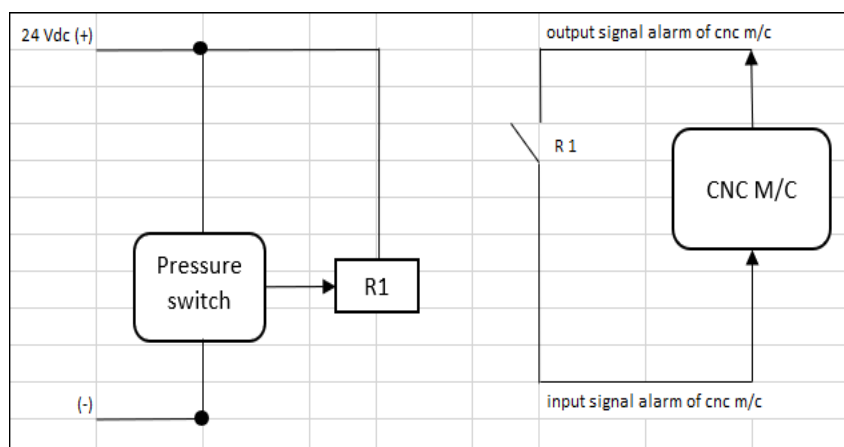 24 Vdc (+)
output signal alarm of cnc m/c
R 1
CNC M/C
Pressure
switch
R1
(-)
input signal alarm of cnc m/c